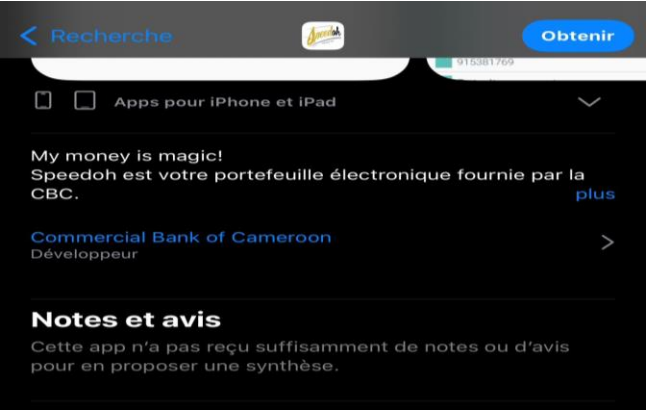 Recherche
Speedoh
Obtenir
915381769
Apps pour iPhone et iPad
My money is magic!
Speedoh est votre portefeuille électronique fournie par la
CBC.
plus
Commercial Bank of Cameroon
Développeur
Notes et avis
Cette app n'a pas reçu suffisamment de notes ou d'avis
pour en proposer une synthèse.